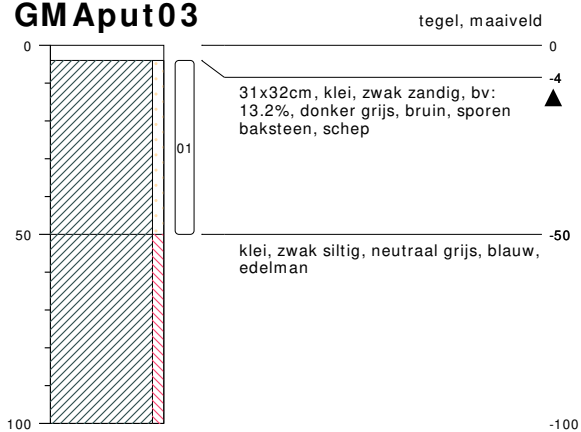 GMAput03
tegel, maaiveld
0
0
-4
31x32cm, klei, zwak zandig, bv:
13.2%, donker grijs, bruin, sporen
baksteen, schep
01
50
-50
klei, zwak siltig, neutraal grijs, blauw,
edelman
100
-100